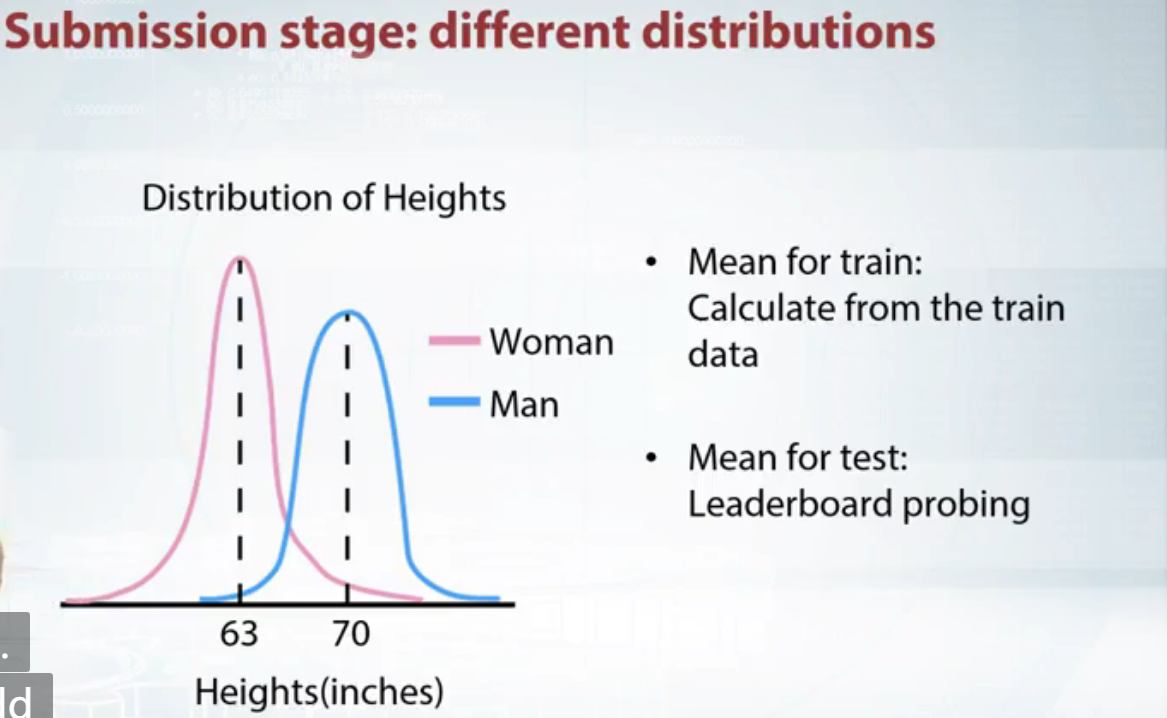 Submission stage: different distributions
Distribution of Heights
Woman
Man
63 70
Heights(inches)
• Mean for train:
Calculate from the train
data
• Mean for test:
Leaderboard probing
.
ld